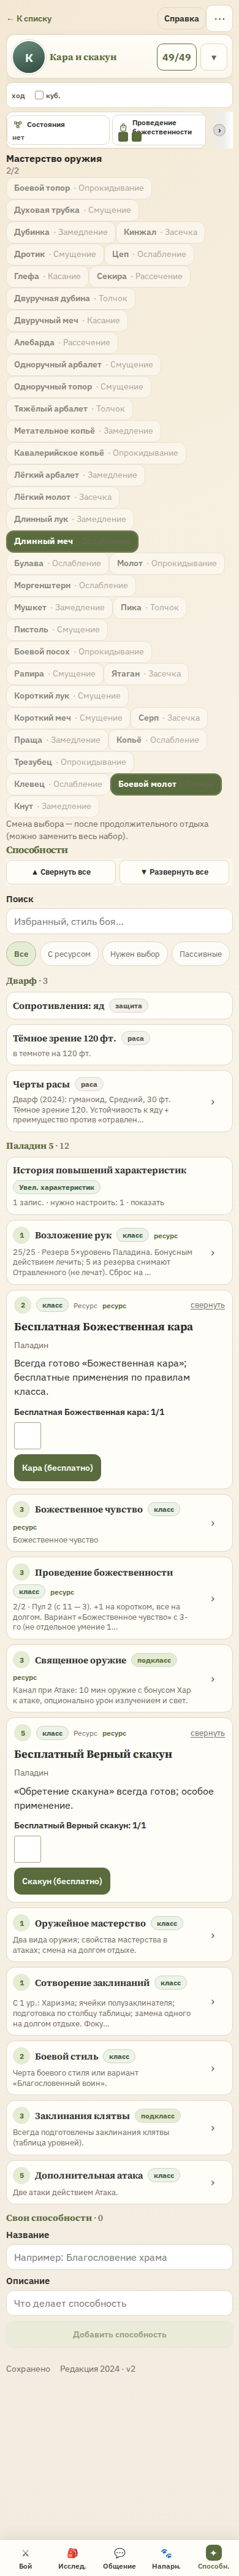 ← К списку
Справка
K
Кара и скакун
49/49
ход
куб.
Состояния
нет
Проведение божественности
Мастерство оружия
2/2
Боевой топор · Опрокидывание
Духовая трубка · Смущение
Дубинка · Замедление
Кинжал · Засечка
Дротик · Смущение
Цеп · Ослабление
Глефа · Касание
Секира · Рассечение
Двуручная дубина · Толчок
Двуручный меч · Касание
Алебарда · Рассечение
Одноручный арбалет · Смущение
Одноручный топор · Смущение
Тяжёлый арбалет · Толчок
Метательное копьё · Замедление
Кавалерийское копьё · Опрокидывание
Лёгкий арбалет · Замедление
Лёгкий молот · Засечка
Длинный лук · Замедление
Длинный меч
Булава · Ослабление
Молот · Опрокидывание
Моргенштерн · Ослабление
Мушкет · Замедление
Пика · Толчок
Пистоль · Смущение
Боевой посох · Опрокидывание
Рапира · Смущение
Ятаган · Засечка
Короткий лук · Смущение
Короткий меч · Смущение
Серп · Засечка
Праща · Замедление
Копьё · Ослабление
Трезубец · Опрокидывание
Клевец · Ослабление
Боевой молот
Кнут · Замедление
Смена выбора — после продолжительного отдыха
(можно заменить весь набор).
Способности
▲ Свернуть все
▼ Развернуть все
Поиск
Избранный, стиль боя...
Все
С ресурсом
Нужен выбор
Пассивные
Дварф · 3
Сопротивления: яд
защита
Тёмное зрение 120 фт.
раса
в темноте на 120 фт.
Черты расы
раса
Дварф (2024): гуманоид, Средний, 30 фт.
Тёмное зрение 120. Устойчивость к яду +
преимущество против «отравлен...
Паладин 5 · 12
История повышений характеристик
Увел. характеристик
1 запис. · нужно настроить: 1 · показать
1 Возложение рук
класс
ресурс
25/25 · Резерв 5×уровень Паладина. Бонусным
действием лечить; 5 из резерва снимают
Отравленного (не лечат). Сброс на ...
2
класс
Ресурс
ресурс
свернуть
Бесплатная Божественная кара
Паладин
Всегда готово «Божественная кара»;
бесплатные применения по правилам
класса.
Бесплатная Божественная кара: 1/1
Кара (бесплатно)
3 Божественное чувство
класс
ресурс
Божественное чувство
3 Проведение божественности
класс
ресурс
2/2 · Пул 2 (с 11 — 3). +1 на коротком, все на
долгом. Вариант «Божественное чувство» с 3-
го (не отдельное умение 1...
3 Священное оружие
подкласс
ресурс
Канал при Атаке: 10 мин оружие с бонусом Хар
к атаке, опционально урон излучением и свет.
5
класс
Ресурс
ресурс
свернуть
Бесплатный Верный скакун
Паладин
«Обретение скакуна» всегда готов; особое
применение.
Бесплатный Верный скакун: 1/1
Скакун (бесплатно)
1 Оружейное мастерство
класс
Два вида оружия; свойства мастерства в
атаках; смена на долгом отдыхе.
1 Сотворение заклинаний
класс
С 1 ур.: Харизма; ячейки полузаклинателя;
подготовка по столбцу таблицы; замена одного
на долгом отдыхе. Фоку...
2 Боевой стиль
класс
Черта боевого стиля или вариант
«Благословенный воин».
3 Заклинания клятвы
подкласс
Всегда подготовлены заклинания клятвы
(таблица уровней).
5 Дополнительная атака
класс
Две атаки действием Атака.
Свои способности · 0
Название
Например: Благословение храма
Описание
Что делает способность
Добавить способность
Сохранено
Редакция 2024 · v2
Бой
Исслед.
Общение
Напарн.
Способн.